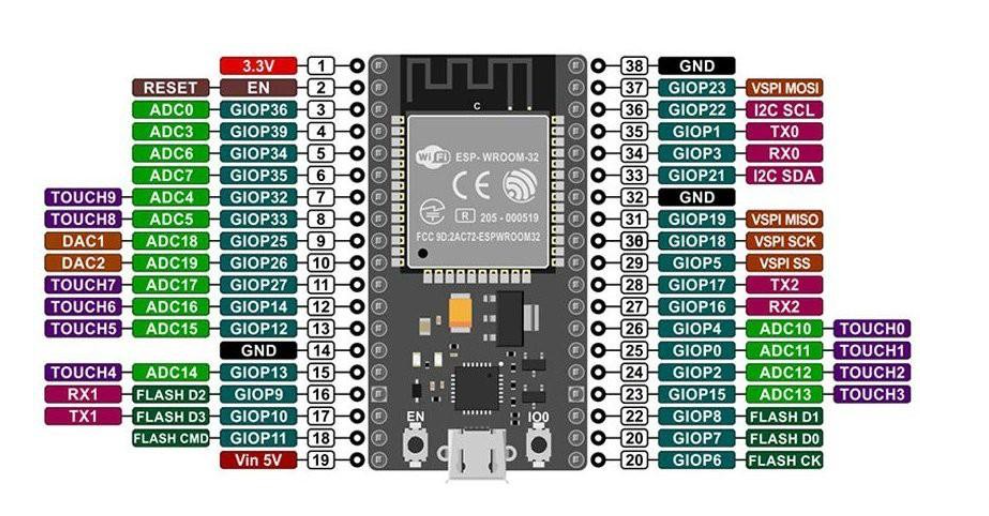 3.3V 1 38 GND
RESET EN 2 37 GIOP23 VSPI MOSI
ADC0 GIOP36 3 36 GIOP22 I2C SCL
ADC3 GIOP39 4 35 GIOP1 TX0
ADC6 GIOP34 5 34 GIOP3 RX0
ADC7 GIOP35 6 33 GIOP21 I2C SDA
TOUCH9 ADC4 GIOP32 7 32 GND
TOUCH8 ADC5 GIOP33 8 31 GIOP19 VSPI MISO
DAC1 ADC18 GIOP25 9 30 GIOP18 VSPI SCK
DAC2 ADC19 GIOP26 10 29 GIOP5 VSPI SS
TOUCH7 ADC17 GIOP27 11 28 GIOP17 TX2
TOUCH6 ADC16 GIOP14 12 27 GIOP16 RX2
TOUCH5 ADC15 GIOP12 13 26 GIOP4 ADC10 TOUCH0
GND 14 25 GIOP0 ADC11 TOUCH1
TOUCH4 ADC14 GIOP13 15 24 GIOP2 ADC12 TOUCH2
RX1 FLASH D2 GIOP9 16 23 GIOP15 ADC13 TOUCH3
TX1 FLASH D3 GIOP10 17 22 GIOP8 FLASH D1
FLASH CMD GIOP11 18 20 GIOP7 FLASH D0
Vin 5V 19 20 GIOP6 FLASH CK
C
WiFi ESP-WROOM-32
CE
R 205-000519
FCC 9D:2AC72-ESPWROOM32
EN IO0